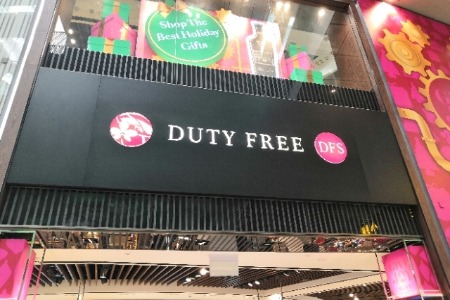 Shop The
Best Holiday
Gifts
DUTY FREE DFS